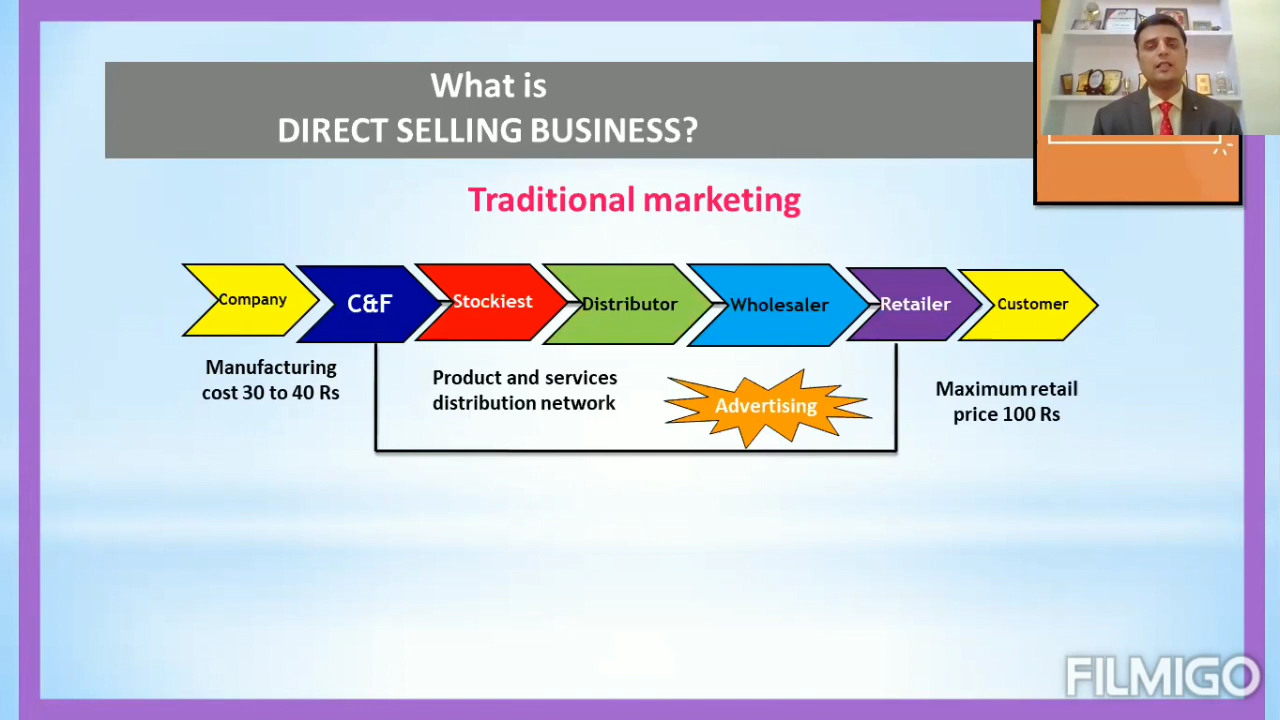 What is
DIRECT SELLING BUSINESS?
Traditional marketing
Company
C&F
Stockiest
Distributor
Wholesaler
Retailer
Customer
Manufacturing
cost 30 to 40 Rs
Product and services
distribution network
Advertising
Maximum retail
price 100 Rs
FILMIGO